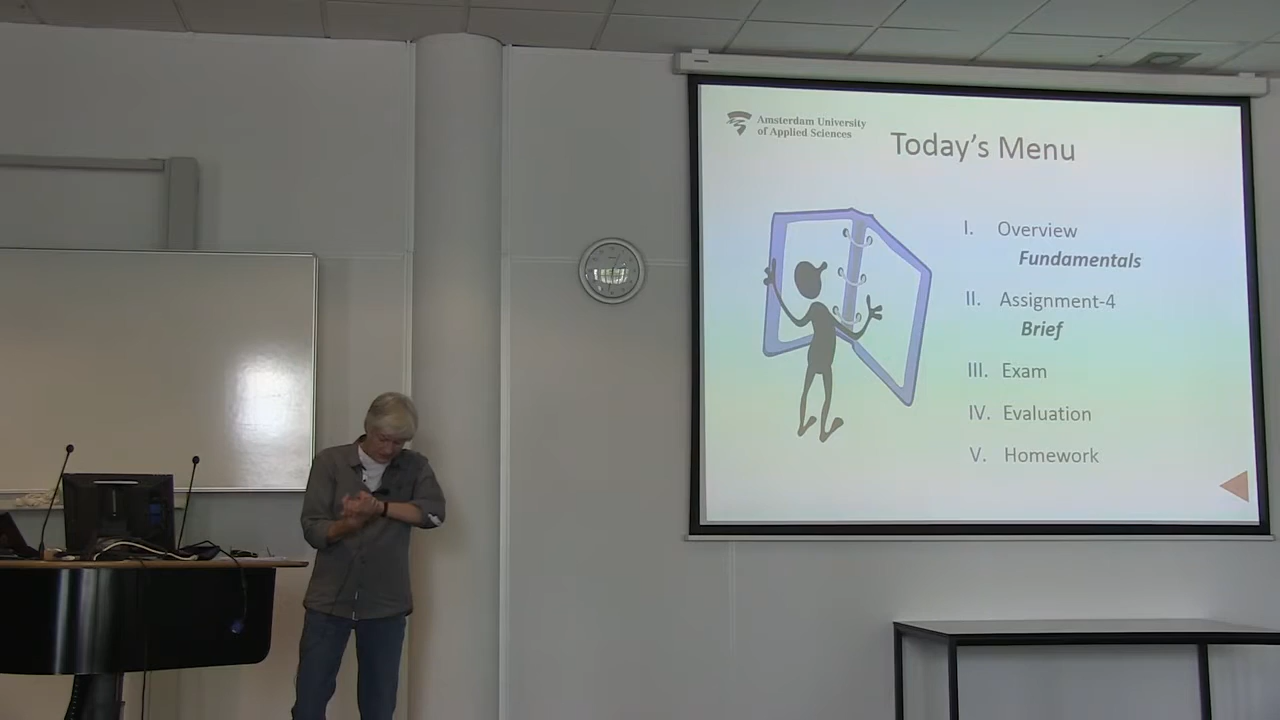 Amsterdam University
of Applied Sciences
Today's Menu
I. Overview
Fundamentals
II. Assignment-4
Brief
III. Exam
IV. Evaluation
V. Homework